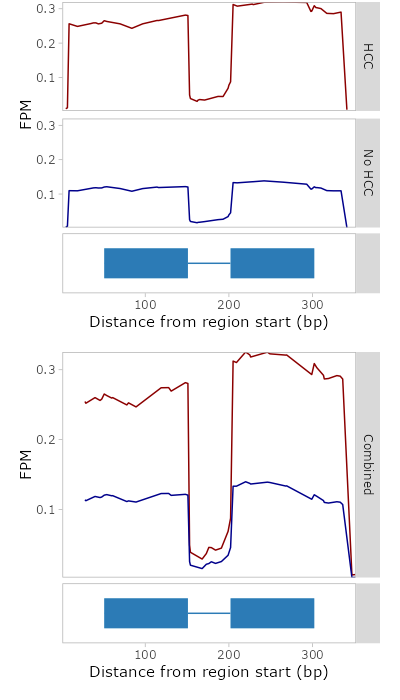 0.3
0.2
0.1
HCC
FPM
0.3
0.2
0.1
No HCC
100 200 300
Distance from region start (bp)
0.3
0.2
0.1
FPM
Combined
100 200 300
Distance from region start (bp)